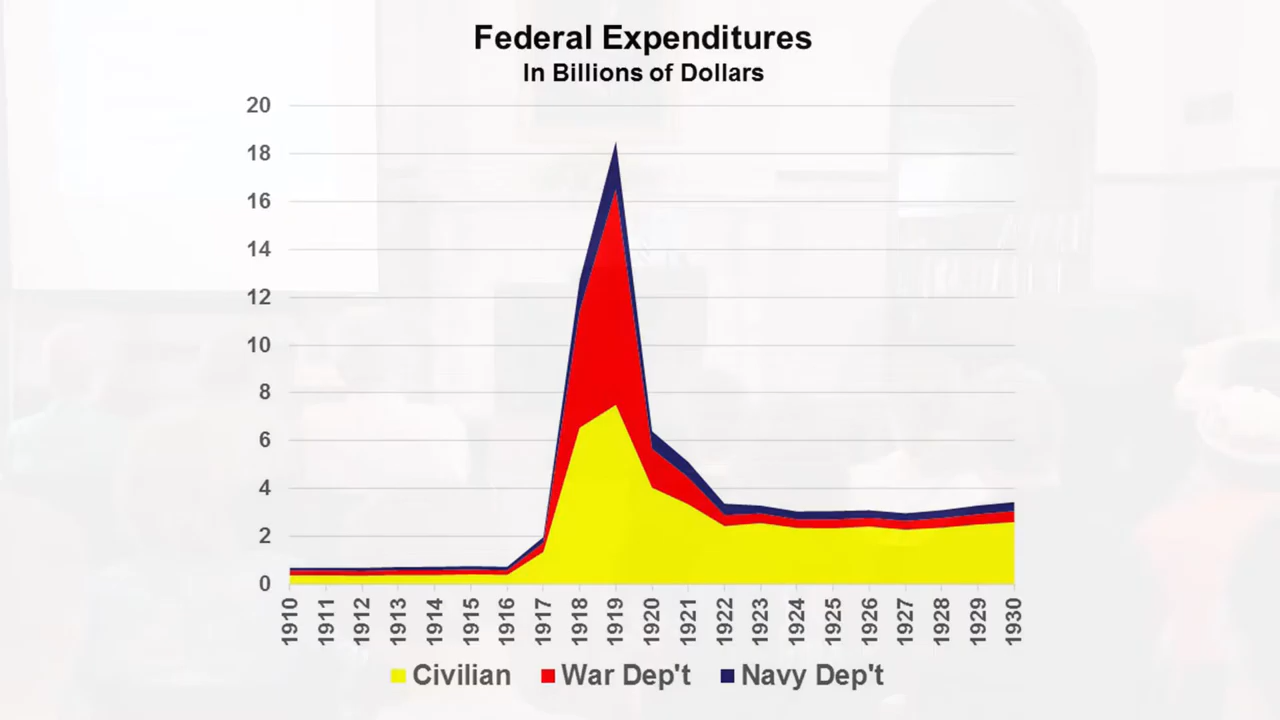 Federal Expenditures
In Billions of Dollars
20
18
16
14
12
10
8
6
4
2
0
1910 1911 1912 1913 1914 1915 1916 1917 1918 1919 1920 1921 1922 1923 1924 1925 1926 1927 1928 1929 1930
Civilian War Dep't Navy Dep't